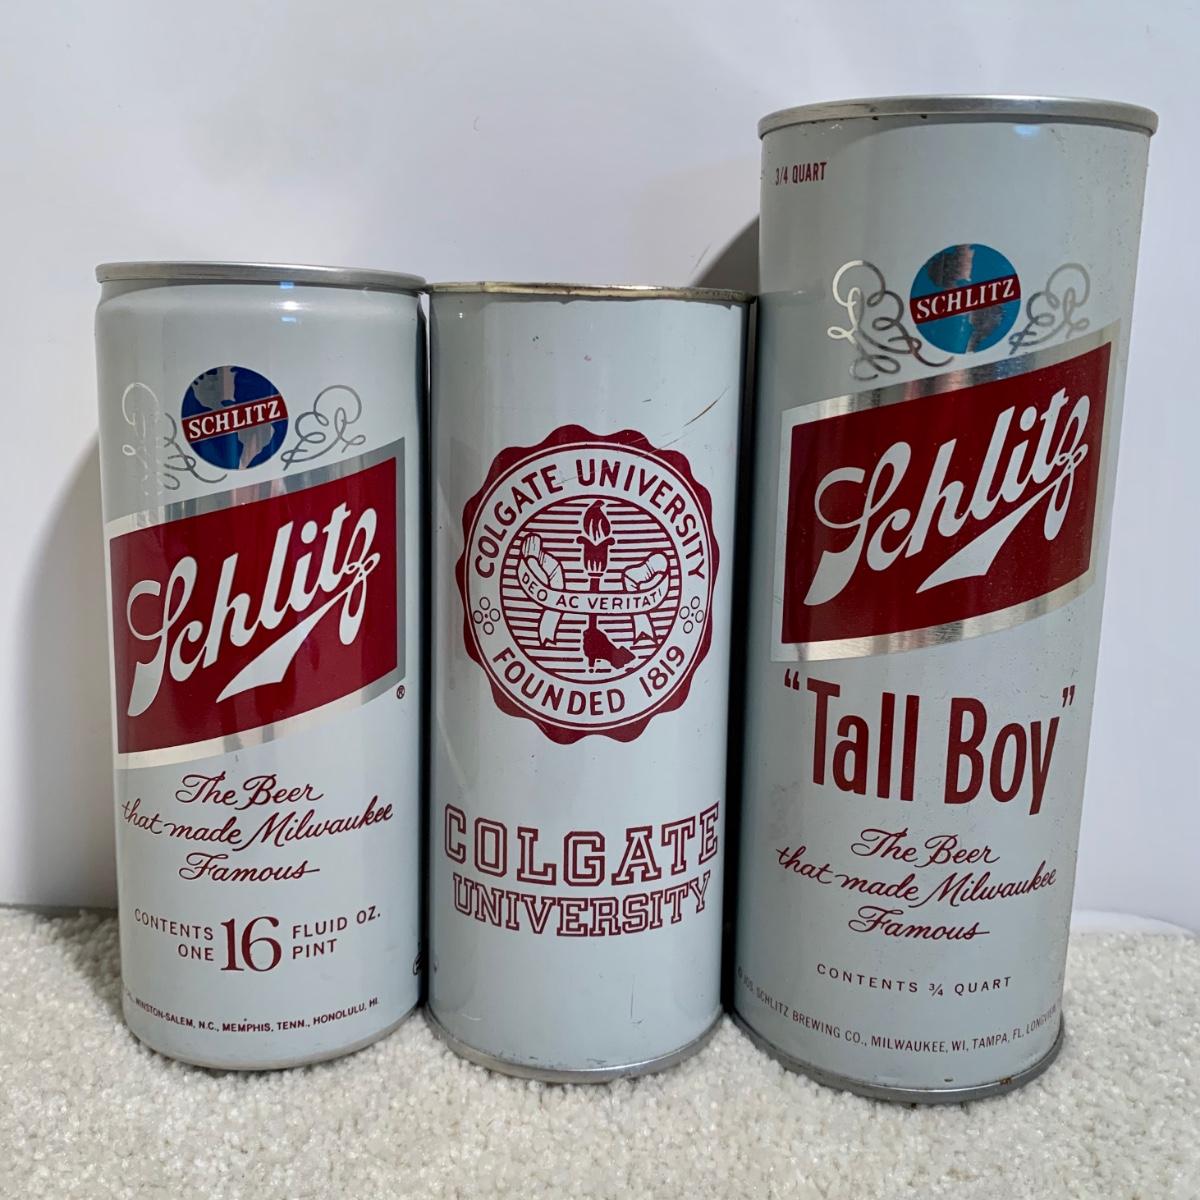 SCHLITZ
Schlitz
®
The Beer
that made Milwaukee
Famous
CONTENTS 16 FLUID OZ.
ONE PINT
WINSTON-SALEM, N.C., MEMPHIS, TENN., HONOLULU, HI.
COLGATE UNIVERSITY
DEO AC VERITATI
FOUNDED 1819
COLGATE
UNIVERSITY
3/4 QUART
SCHLITZ
Schlitz
“Tall Boy”
The Beer
that made Milwaukee
Famous
CONTENTS 3/4 QUART
© JOS. SCHLITZ BREWING CO., MILWAUKEE, WI, TAMPA, FL, LONGVIEW